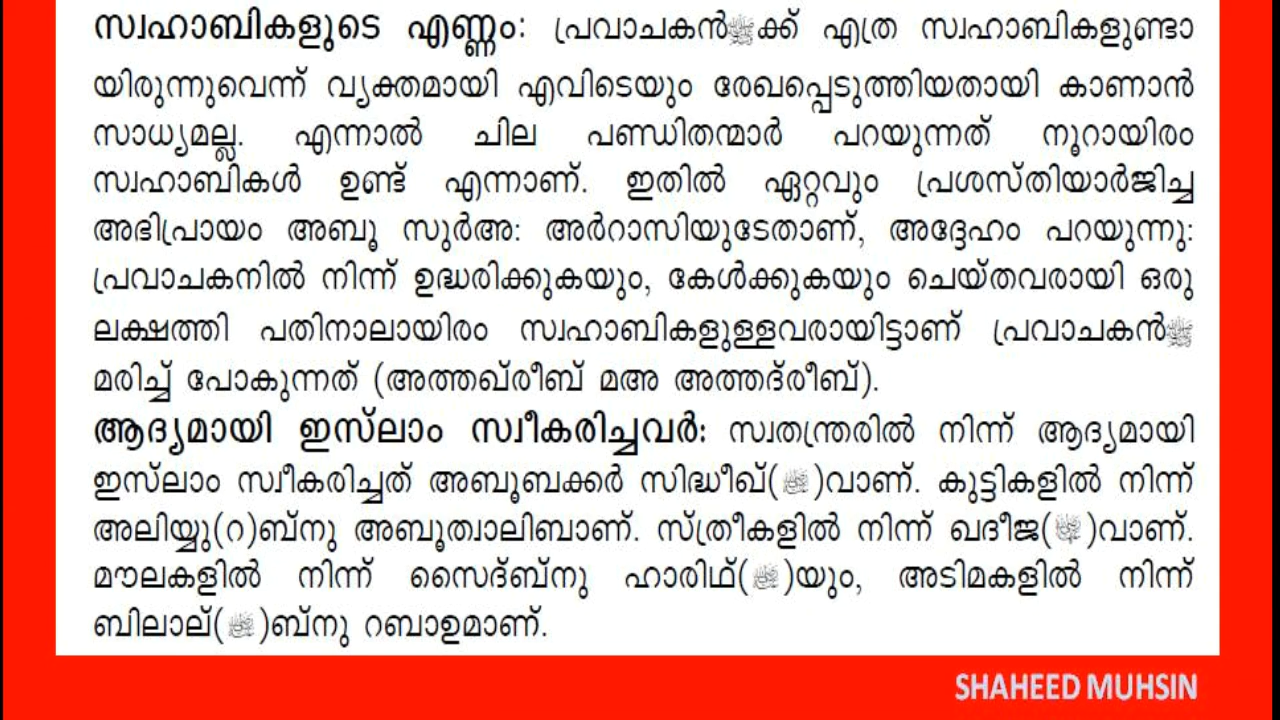 സ്വഹാബികളുടെ എണ്ണം: പ്രവാചകൻﷺക്ക് എത്ര സ്വഹാബികളുണ്ടാ
യിരുന്നുവെന്ന് വ്യക്തമായി എവിടെയും രേഖപ്പെടുത്തിയതായി കാണാൻ
സാധ്യമല്ല. എന്നാൽ ചില പണ്ഡിതന്മാർ പറയുന്നത് നൂറായിരം
സ്വഹാബികൾ ഉണ്ട് എന്നാണ്. ഇതിൽ ഏറ്റവും പ്രശസ്തിയാർജിച്ച
അഭിപ്രായം അബൂ സുർഅഃ അർറാസിയുടേതാണ്, അദ്ദേഹം പറയുന്നു:
പ്രവാചകനിൽ നിന്ന് ഉദ്ധരിക്കുകയും, കേൾക്കുകയും ചെയ്തവരായി ഒരു
ലക്ഷത്തി പതിനാലായിരം സ്വഹാബികളുള്ളവരായിട്ടാണ് പ്രവാചകൻﷺ
മരിച്ച് പോകുന്നത് (അത്തഖ്‌രീബ് മഅ അത്തദ്‌രീബ്).
ആദ്യമായി ഇസ്‌ലാം സ്വീകരിച്ചവർ: സ്വതന്ത്രരിൽ നിന്ന് ആദ്യമായി
ഇസ്‌ലാം സ്വീകരിച്ചത് അബൂബക്കർ സിദ്ധീഖ്()വാണ്. കുട്ടികളിൽ നിന്ന്
അലിയ്യു(റ)ബ്‌നു അബൂത്വാലിബാണ്. സ്ത്രീകളിൽ നിന്ന് ഖദീജ()വാണ്.
മൗലകളിൽ നിന്ന് സൈദ്ബ്‌നു ഹാരിഥ്()യും, അടിമകളിൽ നിന്ന്
ബിലാല്()ബ്‌നു റബാഉമാണ്.
SHAHEED MUHSIN